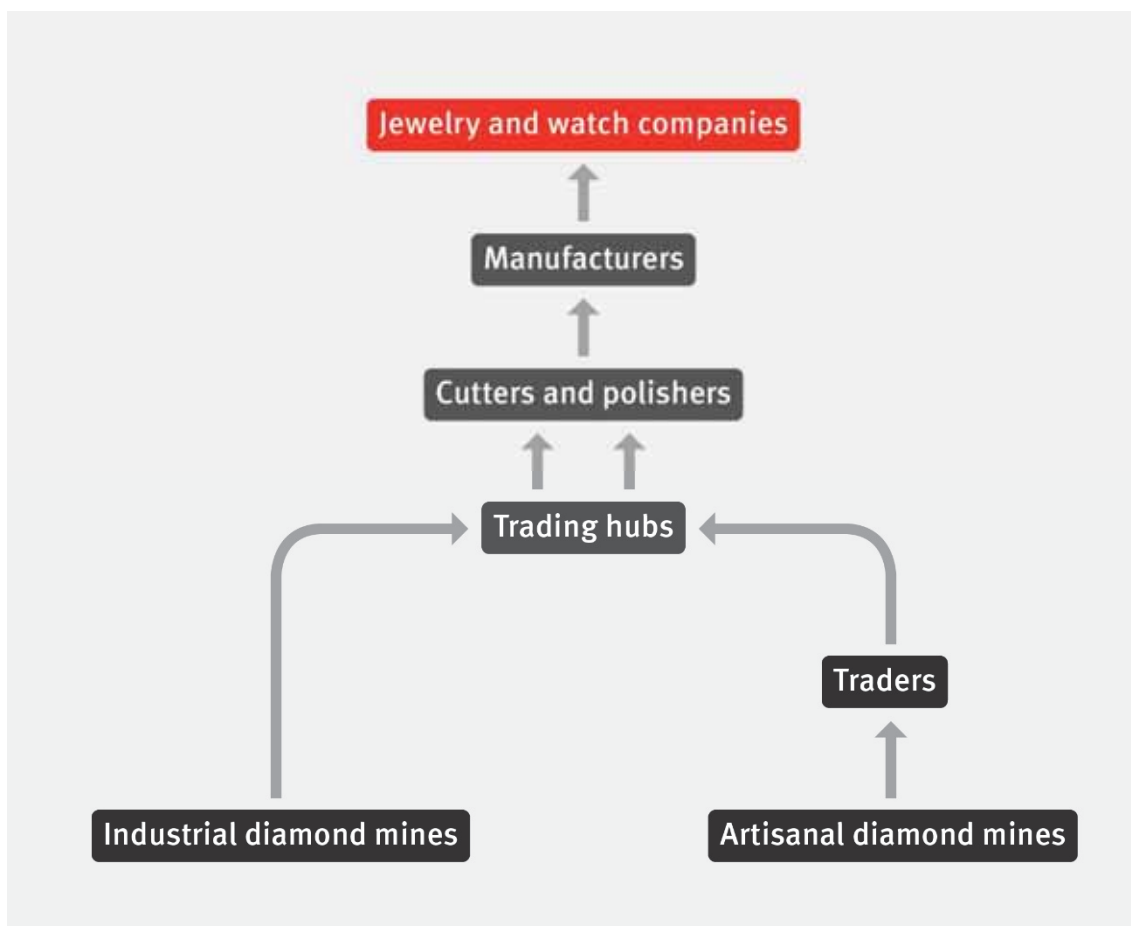 Jewelry and watch companies
Manufacturers
Cutters and polishers
Trading hubs
Traders
Industrial diamond mines
Artisanal diamond mines